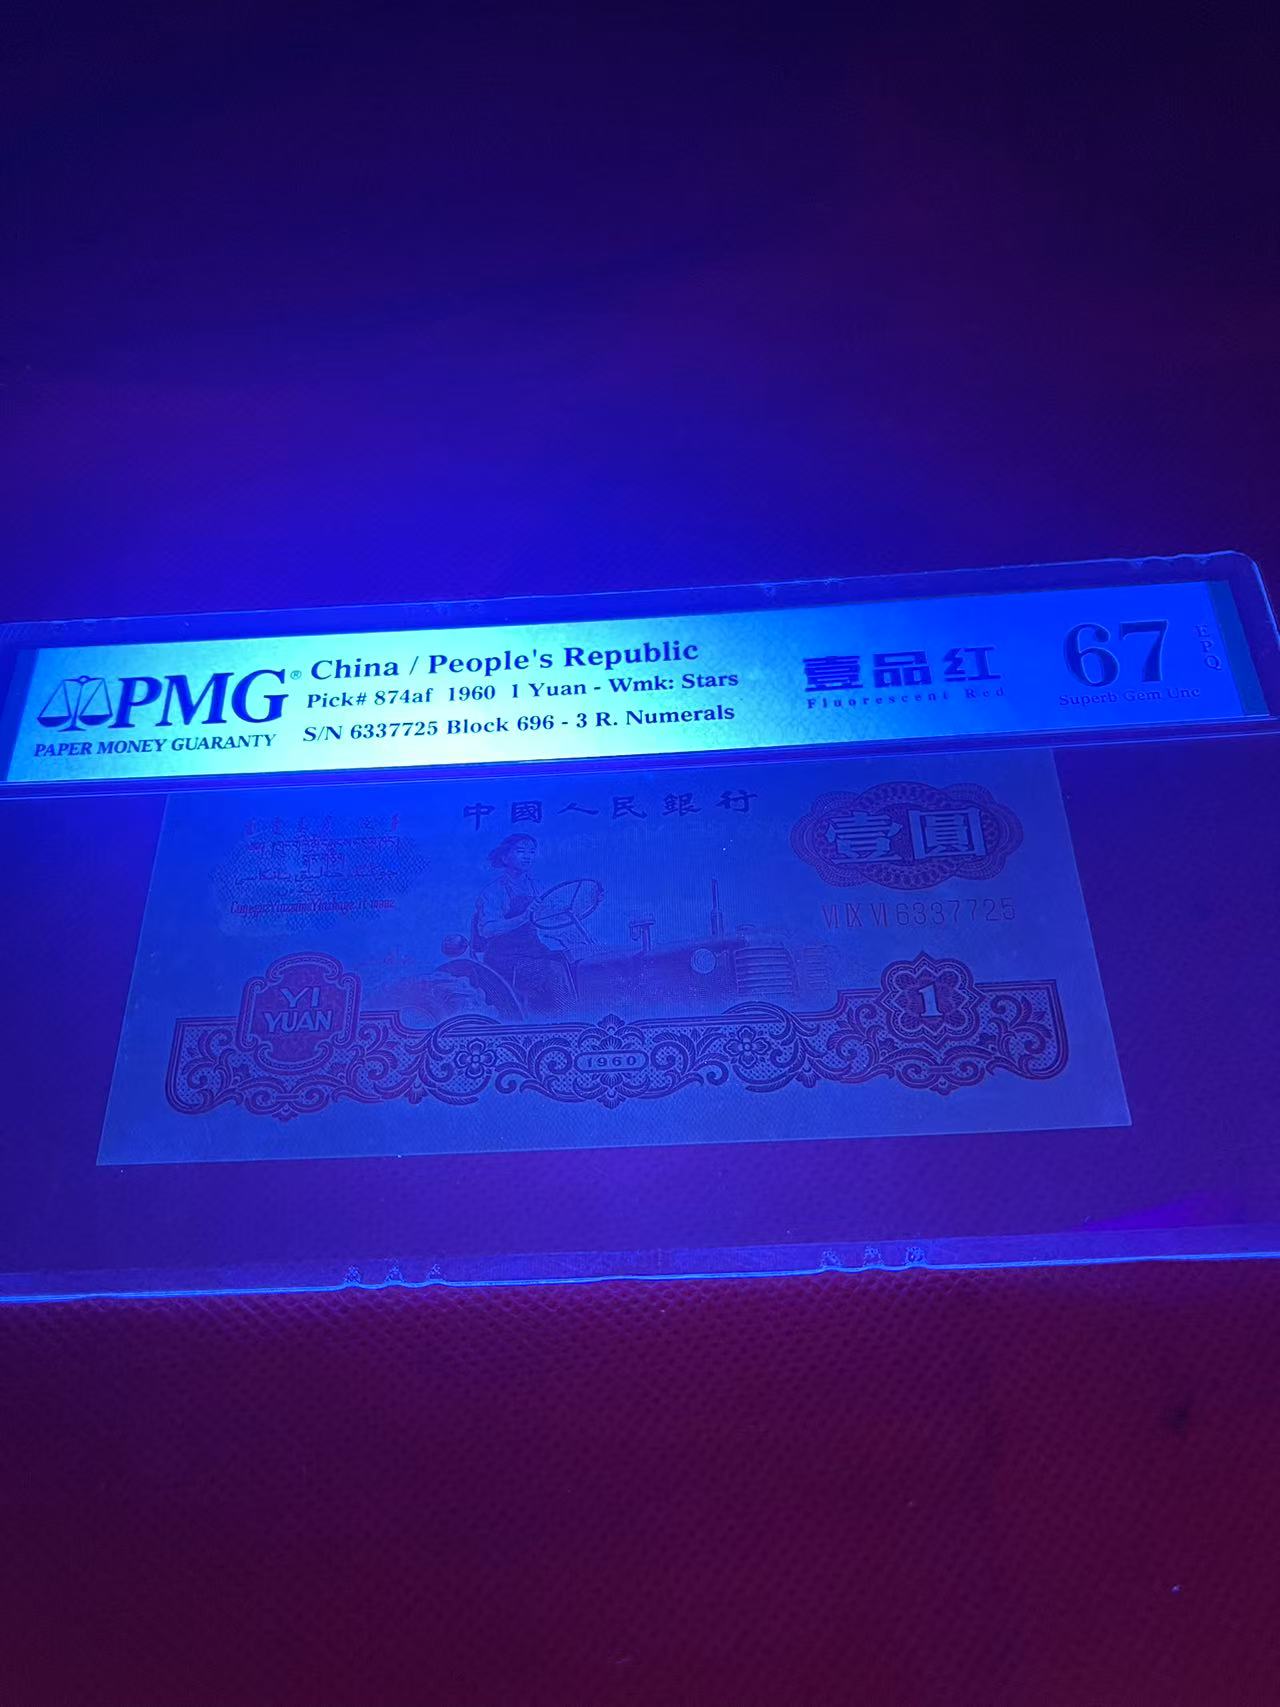 PMG®
PAPER MONEY GUARANTY
China / People's Republic
Pick# 874af 1960 1 Yuan - Wmk: Stars
S/N 6337725 Block 696 - 3 R. Numerals
壹品红
Fluorescent Red
67
EPQ
Superb Gem Unc
中國人民銀行
壹圓
VI IX VI 6337725
YI
YUAN
1960
1